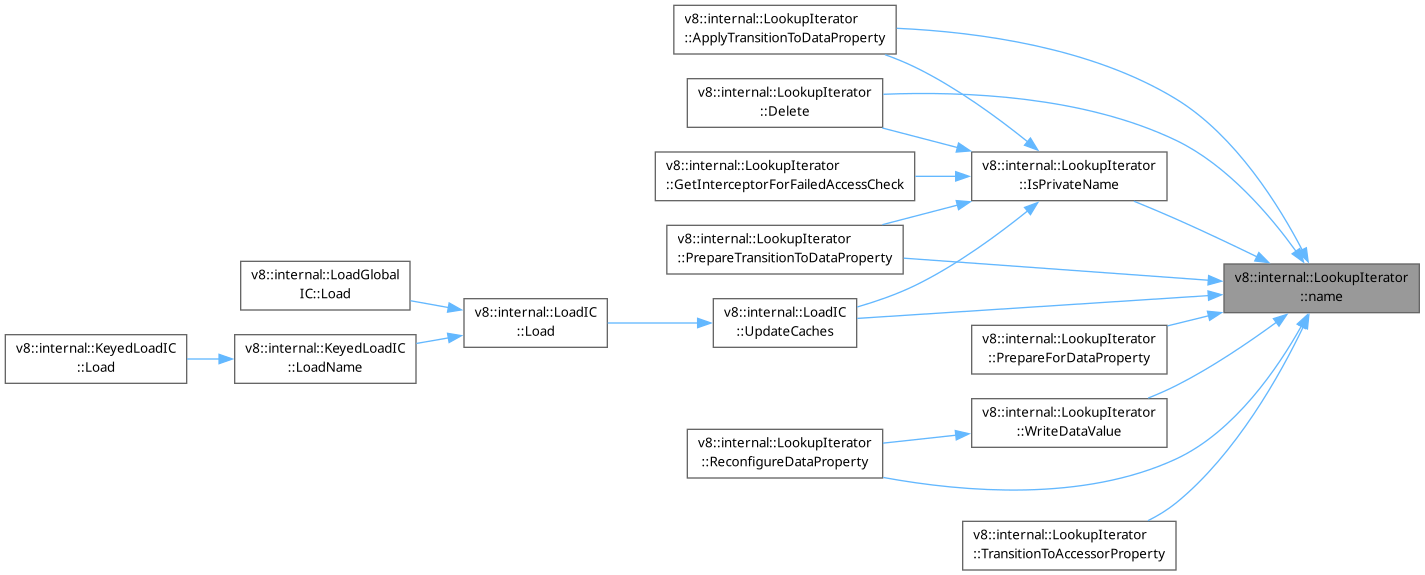 v8::internal::LookupIterator
::ApplyTransitionToDataProperty
v8::internal::LookupIterator
::Delete
v8::internal::LookupIterator
::GetInterceptorForFailedAccessCheck
v8::internal::LookupIterator
::IsPrivateName
v8::internal::LookupIterator
::PrepareTransitionToDataProperty
v8::internal::LoadGlobal
IC::Load
v8::internal::LookupIterator
::name
v8::internal::LoadIC
::Load
v8::internal::LoadIC
::UpdateCaches
v8::internal::KeyedLoadIC
::Load
v8::internal::KeyedLoadIC
::LoadName
v8::internal::LookupIterator
::PrepareForDataProperty
v8::internal::LookupIterator
::WriteDataValue
v8::internal::LookupIterator
::ReconfigureDataProperty
v8::internal::LookupIterator
::TransitionToAccessorProperty